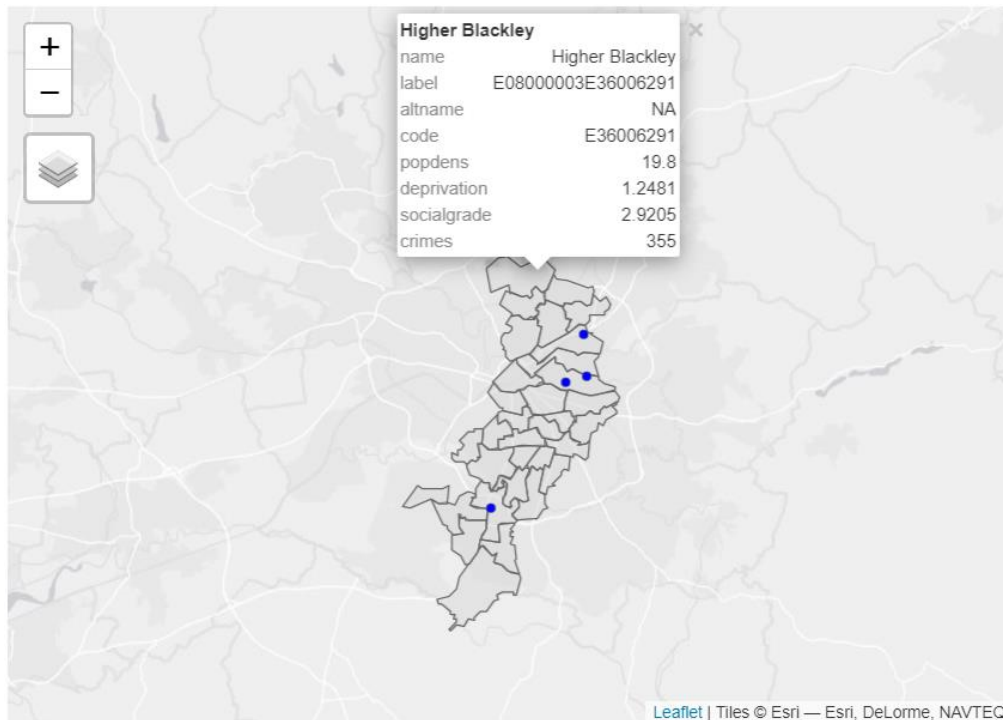 +
−
Higher Blackley ×
name Higher Blackley
label E08000003E36006291
altname NA
code E36006291
popdens 19.8
deprivation 1.2481
socialgrade 2.9205
crimes 355
Leaflet | Tiles © Esri — Esri, DeLorme, NAVTEC